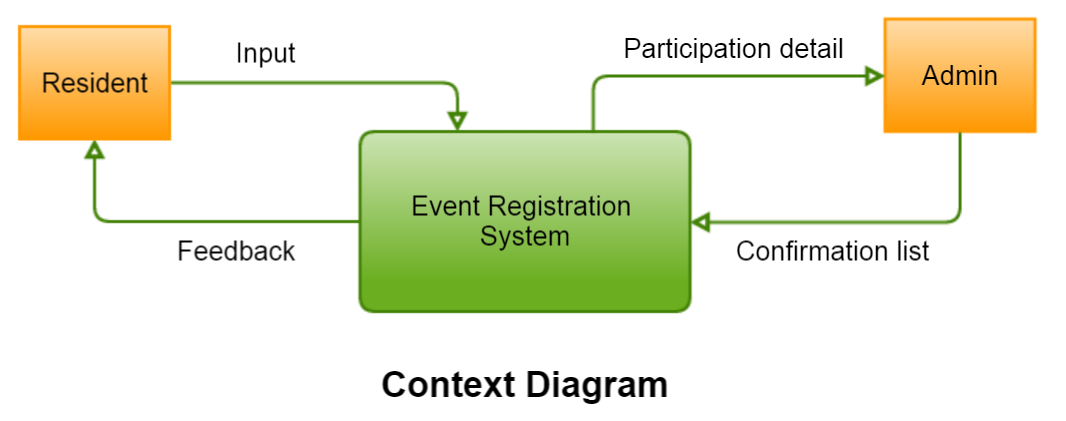 Input
Participation detail
Resident
Admin
Event Registration
System
Feedback
Confirmation list
Context Diagram